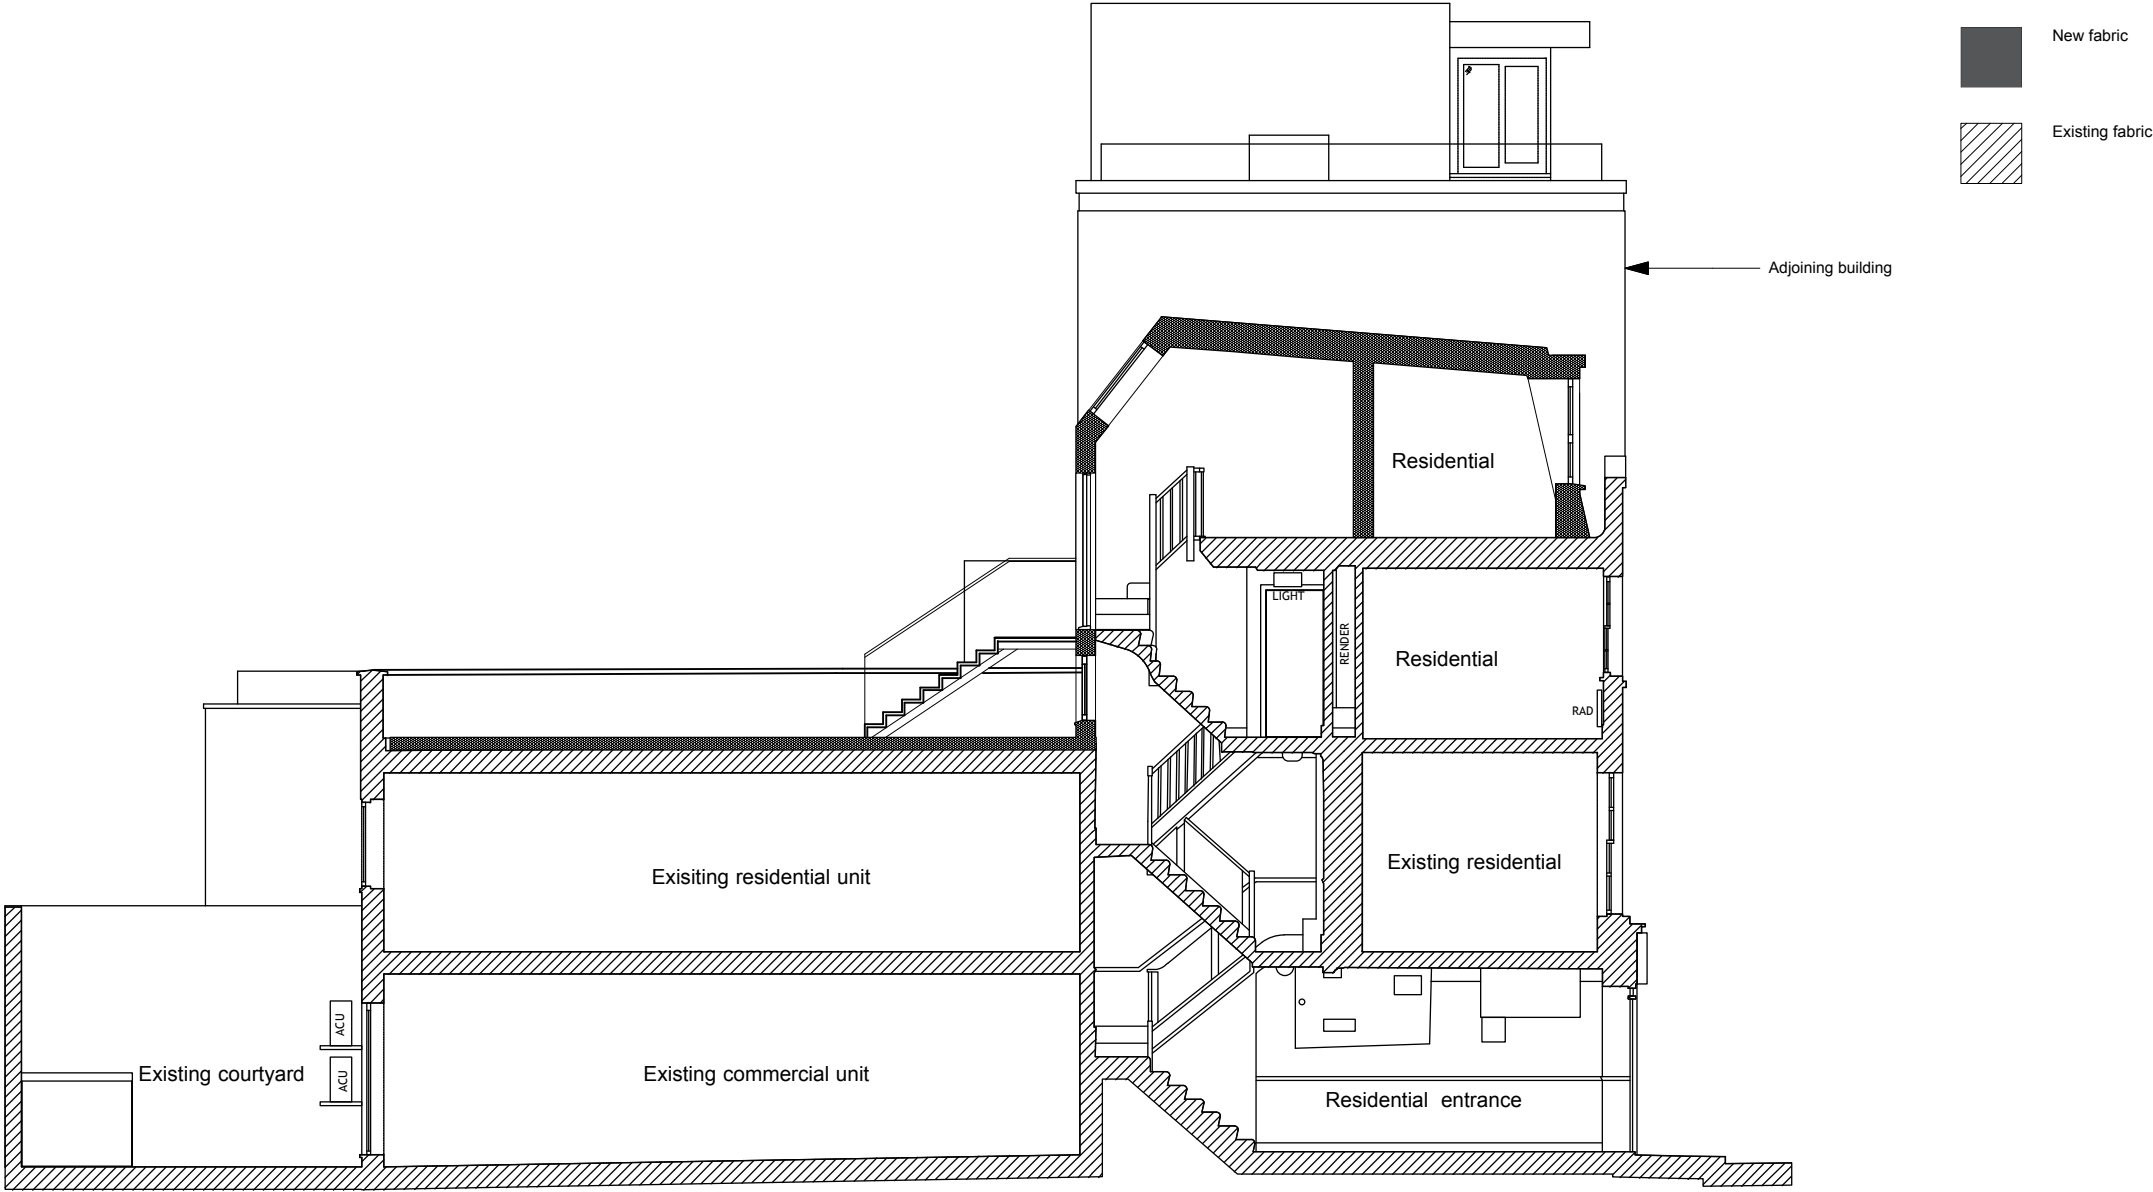 New fabric
Existing fabric
Adjoining building
Residential
LIGHT
RENDER
Residential
RAD
Existing residential
Exisiting residential unit
ACU
ACU
Existing courtyard
Existing commercial unit
Residential entrance